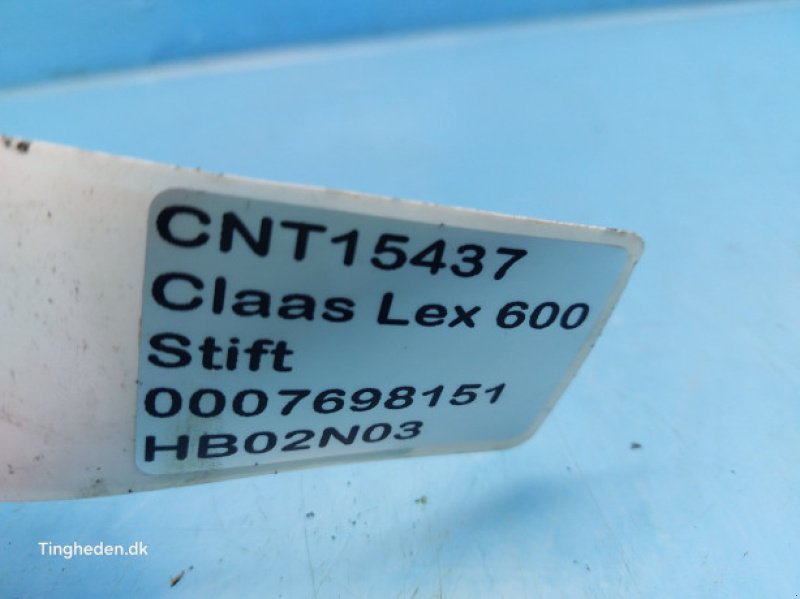 CNT15437
Claas Lex 600
Stift
0007698151
HB02N03
Tingheden.dk